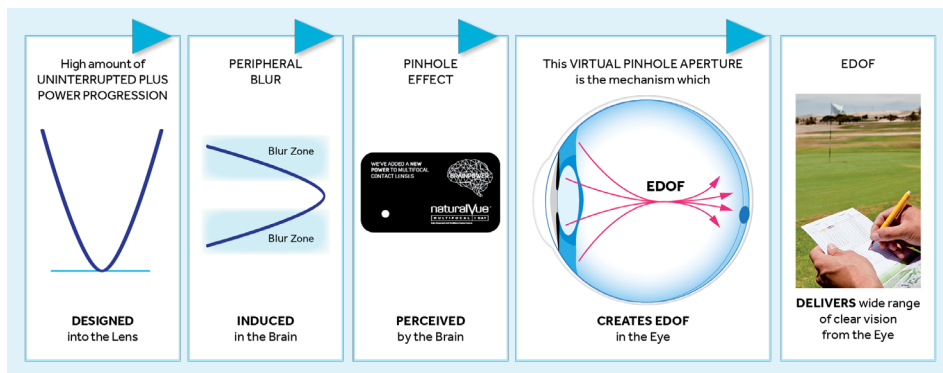 High amount of
UNINTERRUPTED PLUS
POWER PROGRESSION
DESIGNED
into the Lens
PERIPHERAL
BLUR
Blur Zone
Blur Zone
INDUCED
in the Brain
PINHOLE
EFFECT
WE'VE ADDED A NEW
POWER TO MULTIFOCAL
CONTACT LENSES
BRAINPOWER
naturalVue
MULTIFOCAL 1 DAY
PERCEIVED
by the Brain
This VIRTUAL PINHOLE APERTURE
is the mechanism which
EDOF
CREATES EDOF
in the Eye
EDOF
DELIVERS wide range
of clear vision
from the Eye